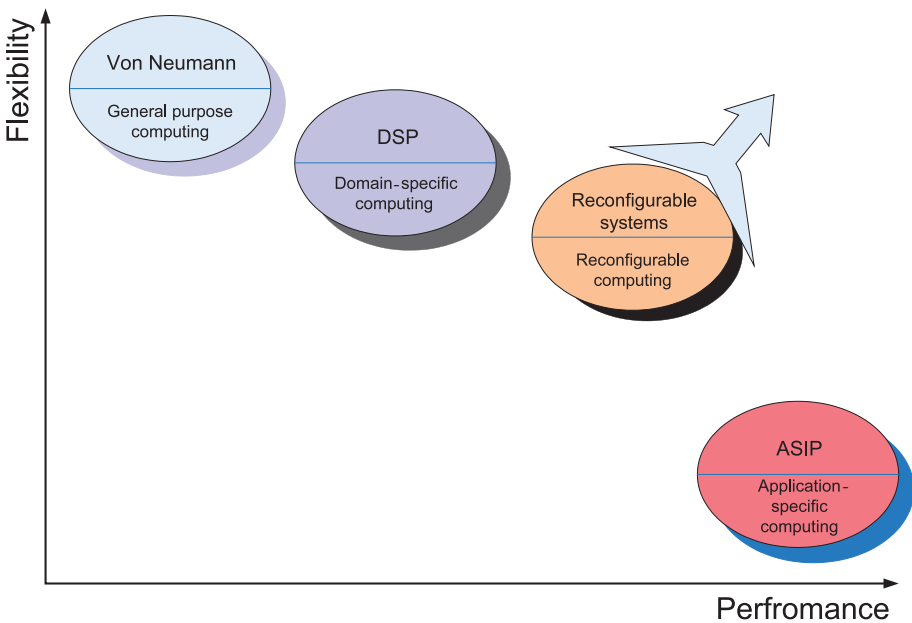 Flexibility
Von Neumann
General purpose
computing
DSP
Domain-specific
computing
Reconfigurable
systems
Reconfigurable
computing
ASIP
Application-
specific
computing
Perfromance